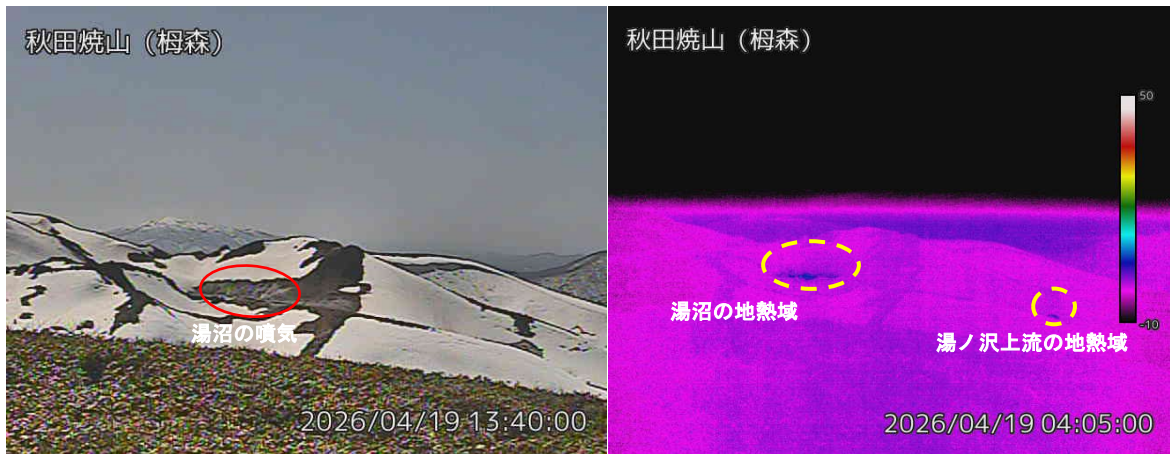 秋田焼山（栂森）
湯沼の噴気
2026/04/19 13:40:00
秋田焼山（栂森）
50
湯沼の地熱域
-10
湯ノ沢上流の地熱域
2026/04/19 04:05:00